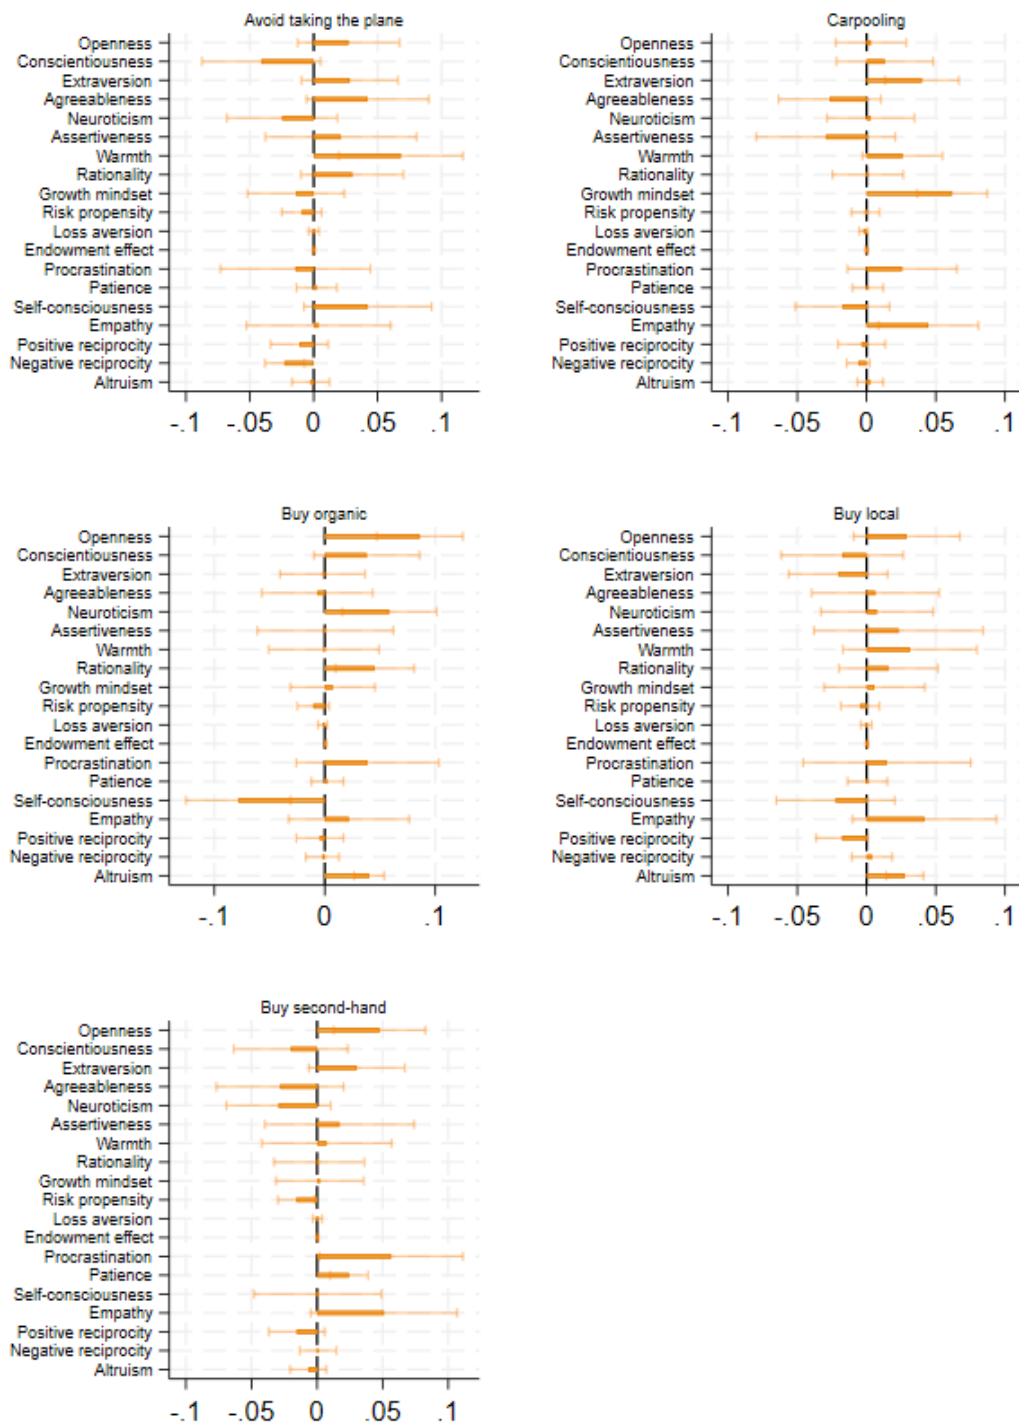 Avoid taking the plane
Openness
Conscientiousness
Extraversion
Agreeableness
Neuroticism
Assertiveness
Warmth
Rationality
Growth mindset
Risk propensity
Loss aversion
Endowment effect
Procrastination
Patience
Self-consciousness
Empathy
Positive reciprocity
Negative reciprocity
Altruism
-.1 -.05 0 .05 .1
Carpooling
Openness
Conscientiousness
Extraversion
Agreeableness
Neuroticism
Assertiveness
Warmth
Rationality
Growth mindset
Risk propensity
Loss aversion
Endowment effect
Procrastination
Patience
Self-consciousness
Empathy
Positive reciprocity
Negative reciprocity
Altruism
-.1 -.05 0 .05 .1
Buy organic
Openness
Conscientiousness
Extraversion
Agreeableness
Neuroticism
Assertiveness
Warmth
Rationality
Growth mindset
Risk propensity
Loss aversion
Endowment effect
Procrastination
Patience
Self-consciousness
Empathy
Positive reciprocity
Negative reciprocity
Altruism
-.1 0 .1
Buy local
Openness
Conscientiousness
Extraversion
Agreeableness
Neuroticism
Assertiveness
Warmth
Rationality
Growth mindset
Risk propensity
Loss aversion
Endowment effect
Procrastination
Patience
Self-consciousness
Empathy
Positive reciprocity
Negative reciprocity
Altruism
-.1 -.05 0 .05 .1
Buy second-hand
Openness
Conscientiousness
Extraversion
Agreeableness
Neuroticism
Assertiveness
Warmth
Rationality
Growth mindset
Risk propensity
Loss aversion
Endowment effect
Procrastination
Patience
Self-consciousness
Empathy
Positive reciprocity
Negative reciprocity
Altruism
-.1 -.05 0 .05 .1